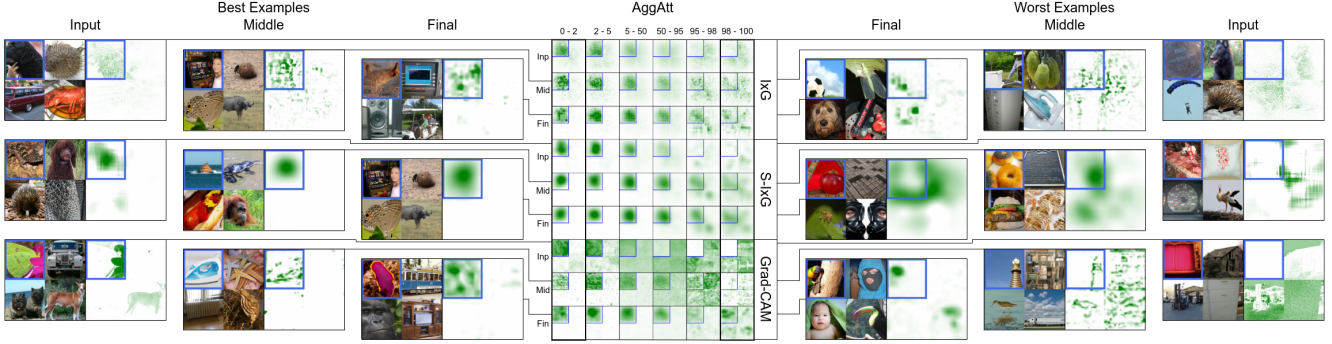 Best Examples
AggAtt
Worst Examples
Input
Middle
Final
Final
Middle
Input
0 - 2
2 - 5
5 - 50
50 - 95
95 - 98
98 - 100
Inp
Mid
Fin
IxG
Inp
Mid
Fin
S-IxG
Inp
Mid
Fin
Grad-CAM